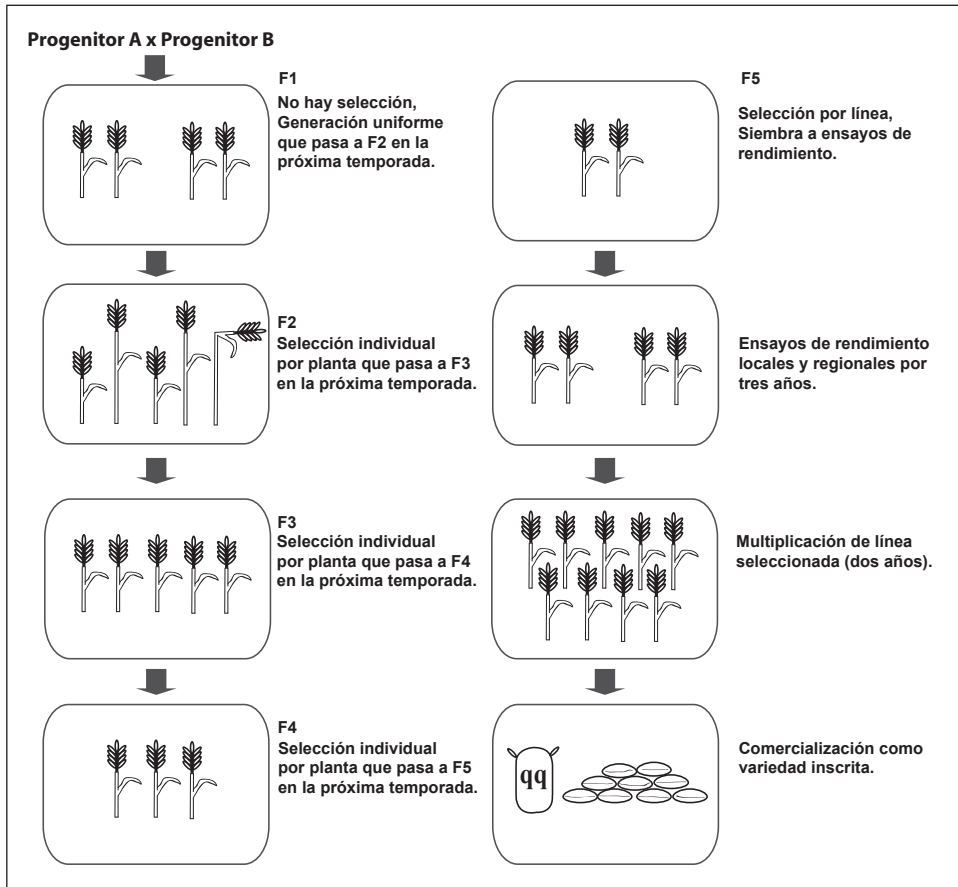 Progenitor A x Progenitor B
F1
No hay selección,
Generación uniforme
que pasa a F2 en la
próxima temporada.
F2
Selección individual
por planta que pasa a F3
en la próxima temporada.
F3
Selección individual
por planta que pasa a F4
en la próxima temporada.
F4
Selección individual
por planta que pasa a F5
en la próxima temporada.
F5
Selección por línea,
Siembra a ensayos de
rendimiento.
Ensayos de rendimiento
locales y regionales por
tres años.
Multiplicación de línea
seleccionada (dos años).
qq
Comercialización como
variedad inscrita.